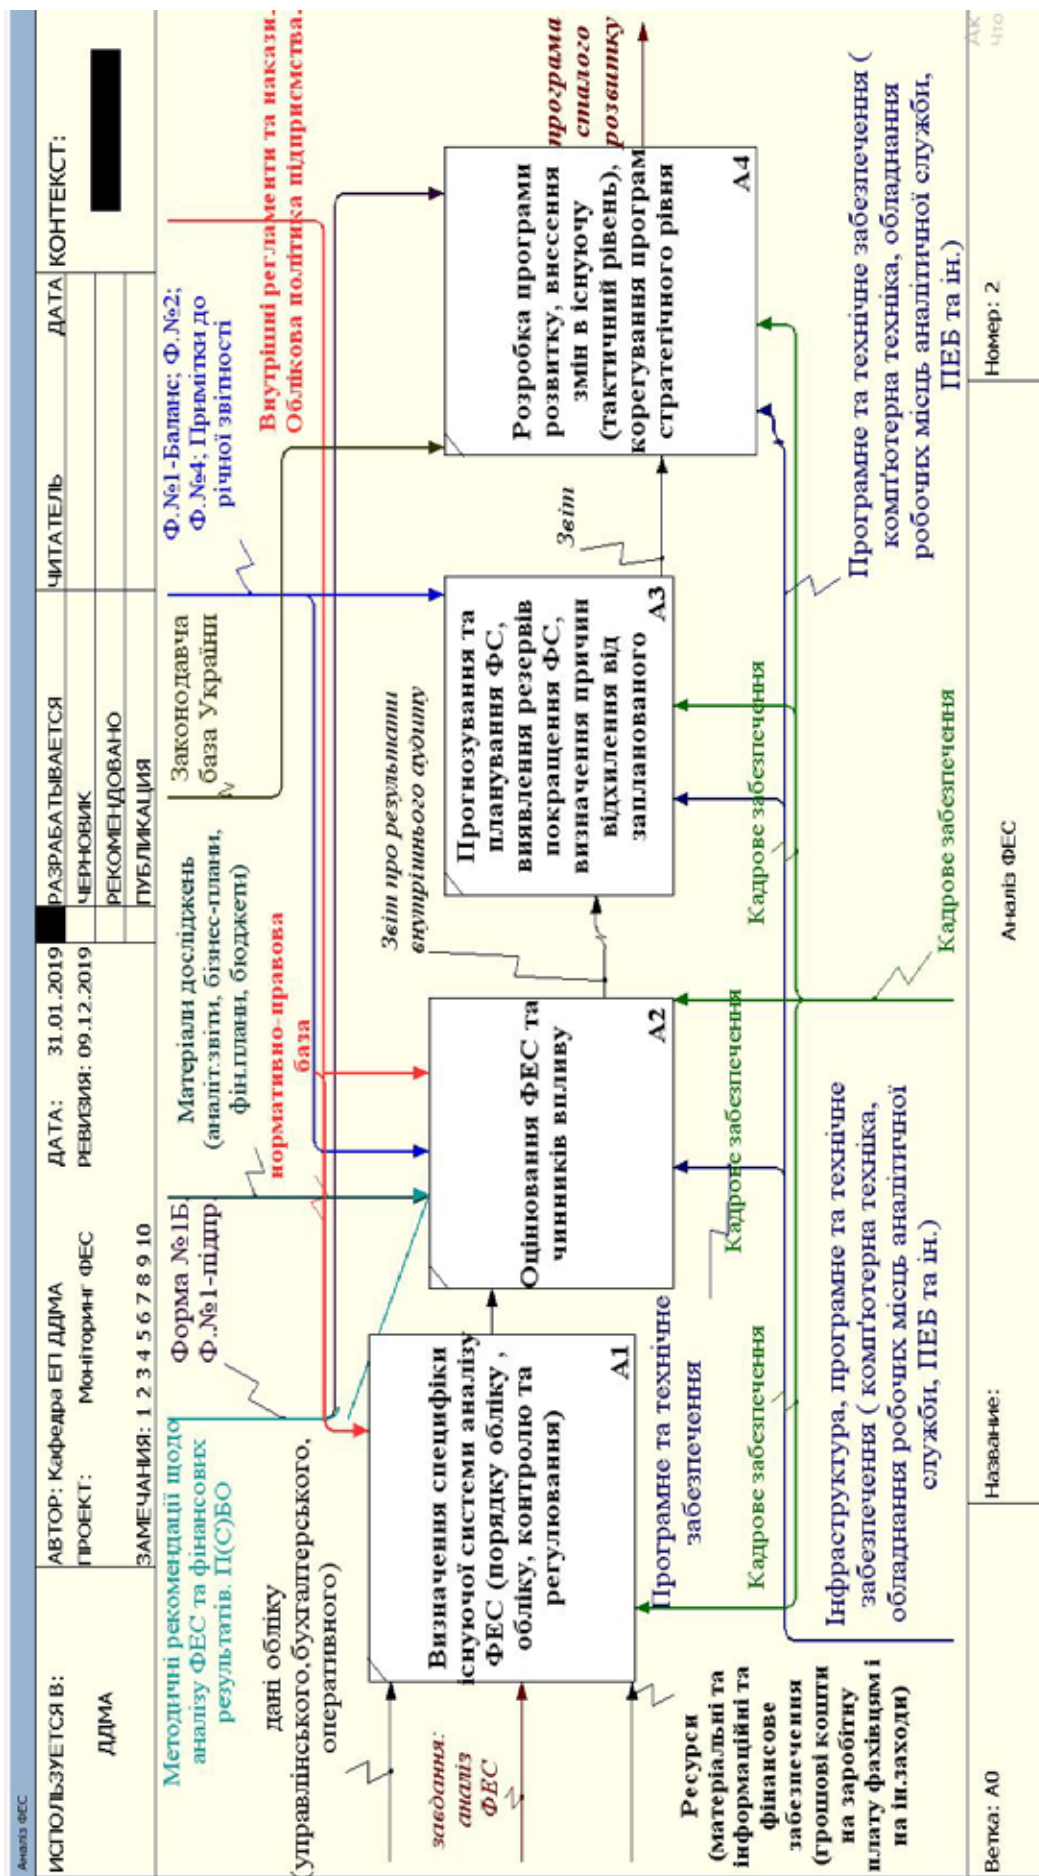 Аналіз ФЕС
ИСПОЛЬЗУЕТСЯ В:
ДДМА
АВТОР: Кафедра ЕП ДДМА
ПРОЕКТ: Моніторинг ФЕС
ЗАМЕЧАНИЯ: 1 2 3 4 5 6 7 8 9 10
ДАТА: 31.01.2019
РЕВИЗИЯ: 09.12.2019
РАЗРАБАТЫВАЕТСЯ
ЧЕРНОВИК
РЕКОМЕНДОВАНО
ПУБЛИКАЦИЯ
ЧИТАТЕЛЬ
ДАТА
КОНТЕКСТ:
Методичні рекомендації щодо
аналізу ФЕС та фінансових
результатів. П(С)БО
Форма №1Б,
Ф.№1-підпр.
Матеріали досліджень
(аналіт.звіти, бізнес-плани,
фін.плани, бюджети)
нормативно-правова
база
Законодавча
база України
Ф.№1-Баланс; Ф.№2;
Ф.№4; Примітки до
річної звітності
Внутрішні регламенти та накази.
Облікова політика підприємства.
дані обліку
(управлінського,бухгалтерського,
оперативного)
завдання:
аналіз
ФЕС
Ресурси
(матеріальні та
інформаційні та
фінансове
забезпечення
(грошові кошти
на заробітну
плату фахівцям і
на ін.заходи)
Визначення специфіки
існуючої системи аналізу
ФЕС (порядку обліку ,
обліку, контролю та
регулювання)
А1
Оцінювання ФЕС та
чинників впливу
А2
Звіт про результати
внутрішнього аудиту
Прогнозування та
планування ФС,
виявлення резервів
покращення ФС,
визначення причин
відхилення від
запланованого
А3
Звіт
Розробка програми
розвитку, внесення
змін в існуючу
(тактичний рівень),
корегування програм
стратегічного рівня
А4
програма
сталого
розвитку
Програмне та технічне
забезпечення
Кадрове забезпечення
Кадрове забезпечення
Кадрове забезпечення
Кадрове забезпечення
Інфраструктура, програмне та технічне
забезпечення ( комп'ютерна техніка,
обладнання робочих місць аналітичної
служби, ПЕБ та ін.)
Програмне та технічне забезпечення (
комп'ютерна техніка, обладнання
робочих місць аналітичної служби,
ПЕБ та ін.)
Ветка: А0
Название:
Аналіз ФЕС
Номер: 2
Ак
Что